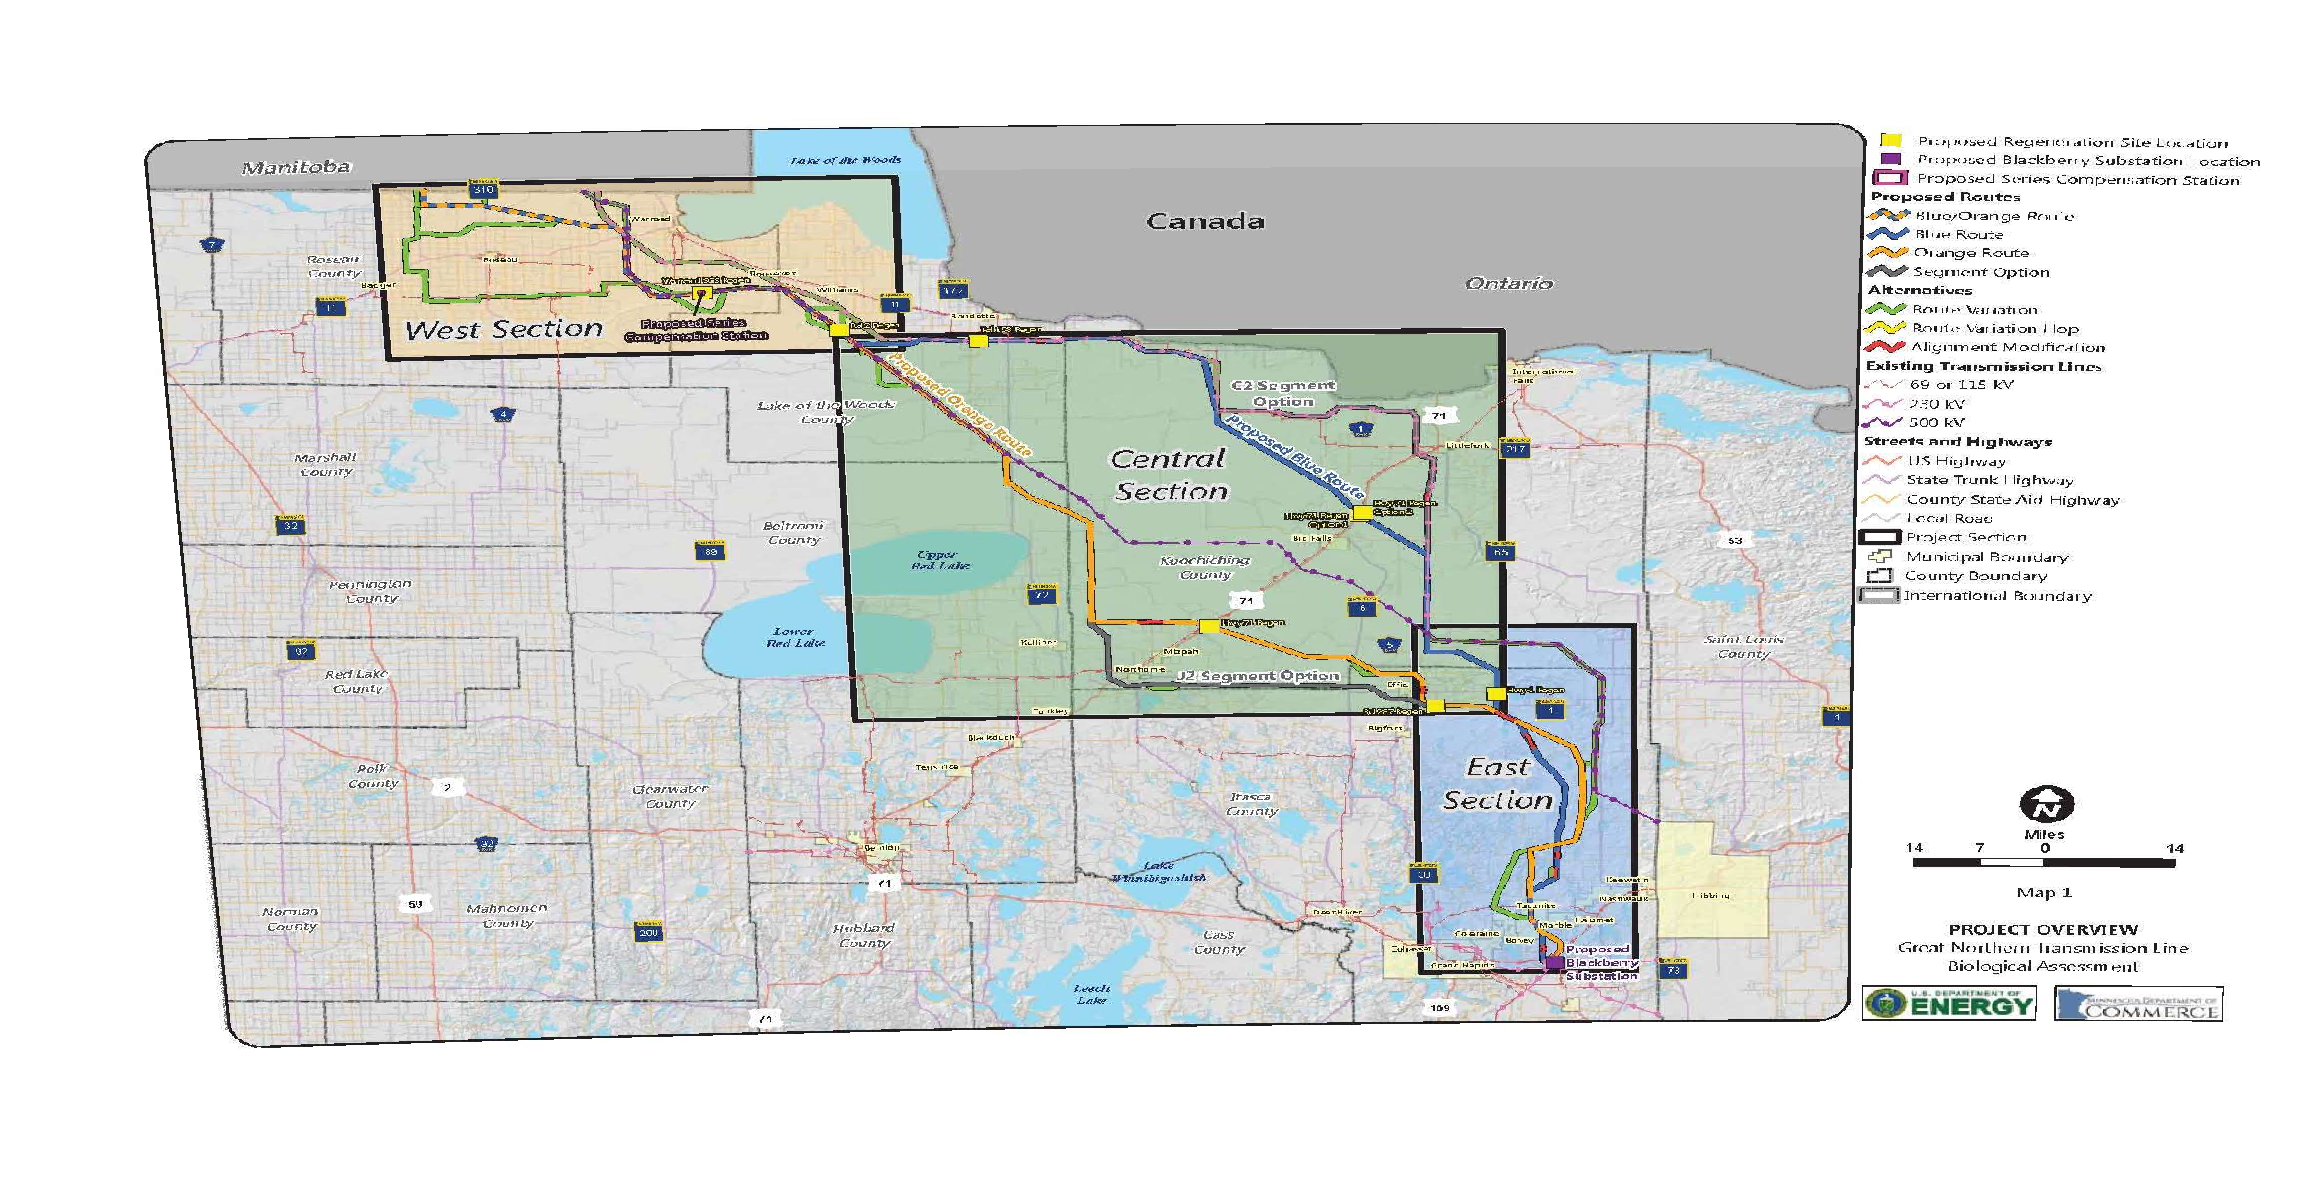 Manitoba
Lake of the Woods
Canada
Ontario
310
Warroad
7
Roseau
County
Roseau
Badger
11
West Section
Proposed Series
Compensation Station
Williams
11
172
Proposed Orange Route
C2 Segment
Option
71
1
Littlefork
217
International
Falls
Lake of the Woods
County
4
Marshall
County
Central
Section
Proposed Blue Route
32
Beltrami
County
89
Upper
Red Lake
Koochiching
County
Big Falls
65
53
Pennington
County
72
71
6
Lower
Red Lake
5
92
Red Lake
County
Mizpah
Northome
J2 Segment Option
Effie
Saint Louis
County
1
1
Bigfork
Blackduck
Polk
County
2
Clearwater
County
Itasca
County
East
Section
Lake
Winnibigoshish
71
59
Norman
County
Mahnomen
County
200
Hubbard
County
Cass
County
Deer River
Keewatin
Nashwauk
Hibbing
Taconite
Marble
Calumet
Coleraine
Bovey
Cohasset
Grand Rapids
Proposed
Blackberry
Substation
73
Leech
Lake
71
169
Proposed Regeneration Site Location
Proposed Blackberry Substation Location
Proposed Series Compensation Station
Proposed Routes
Blue/Orange Route
Blue Route
Orange Route
Segment Option
Alternatives
Route Variation
Route Variation Hop
Alignment Modification
Existing Transmission Lines
69 or 115 kV
230 kV
500 kV
Streets and Highways
US Highway
State Trunk Highway
County State Aid Highway
Local Road
Project Section
Municipal Boundary
County Boundary
International Boundary
N
Miles
14 7 0 14
Map 1
PROJECT OVERVIEW
Great Northern Transmission Line
Biological Assessment
U.S. DEPARTMENT OF
ENERGY
MINNESOTA DEPARTMENT OF
COMMERCE